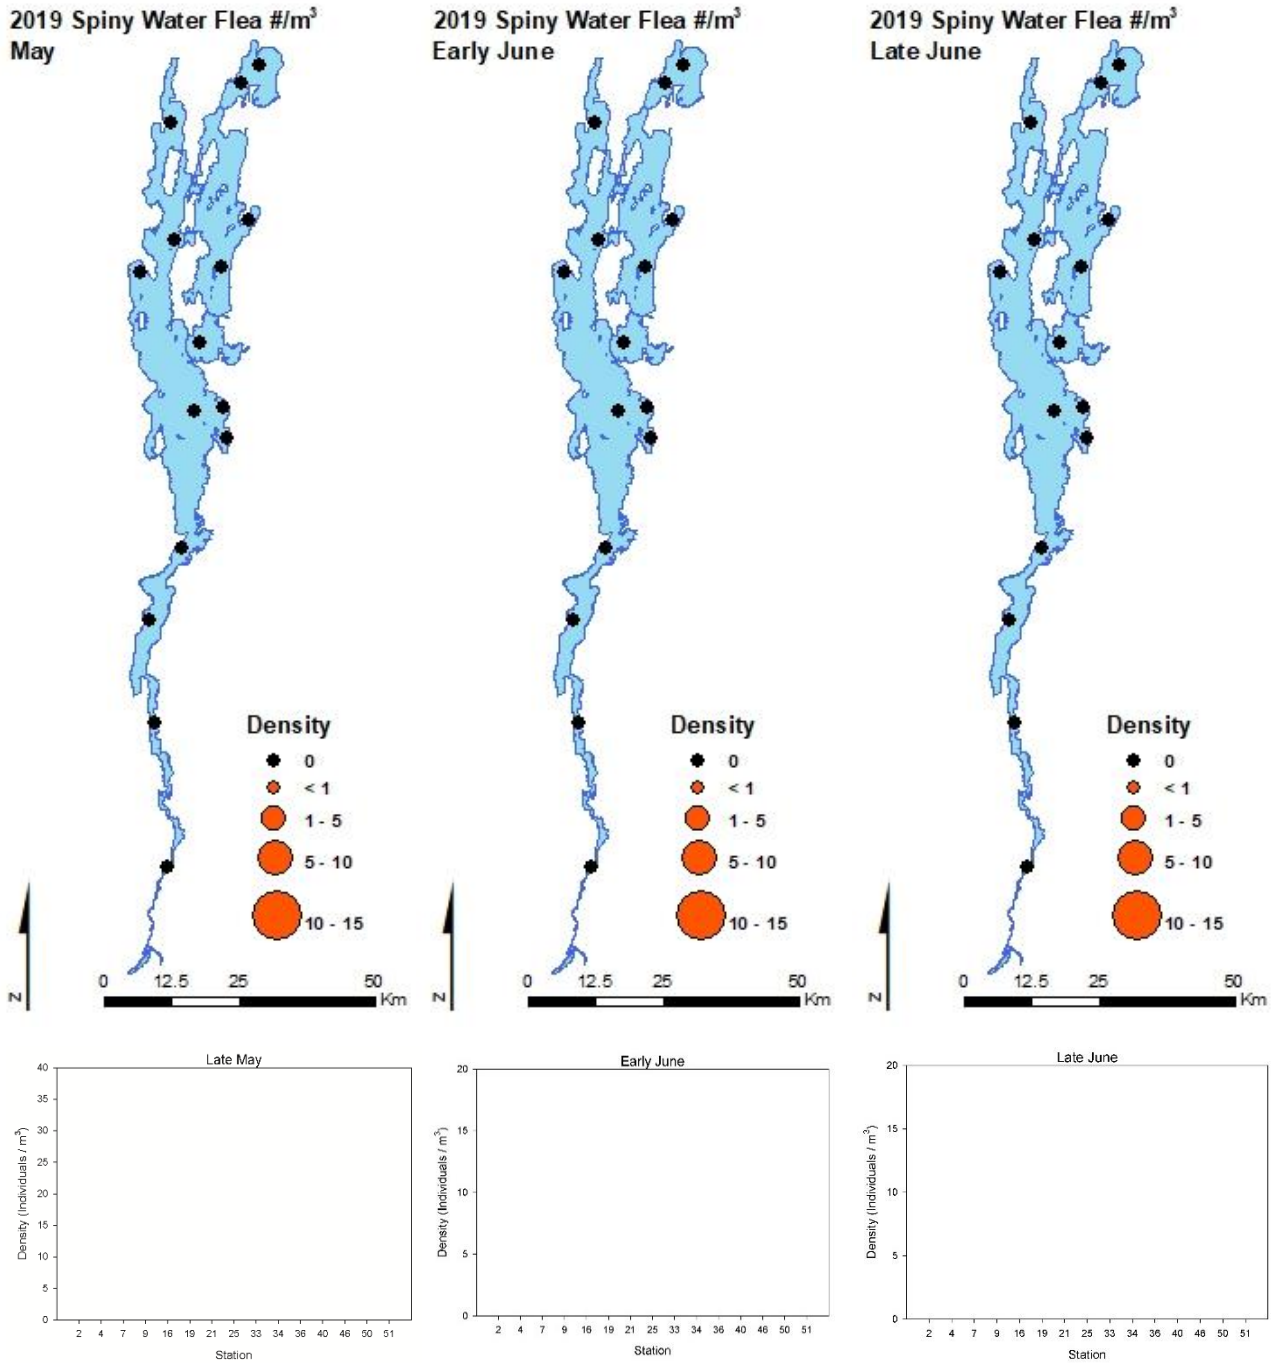 2019 Spiny Water Flea #/m³
May
Density
0
< 1
1 - 5
5 - 10
10 - 15
N
0 12.5 25 50
Km
2019 Spiny Water Flea #/m³
Early June
Density
0
< 1
1 - 5
5 - 10
10 - 15
N
0 12.5 25 50
Km
2019 Spiny Water Flea #/m³
Late June
Density
0
< 1
1 - 5
5 - 10
10 - 15
N
0 12.5 25 50
Km
Late May
Density (Individuals / m³)
40
35
30
25
20
15
10
5
0
2 4 7 9 16 19 21 25 33 34 36 40 46 50 51
Station
Early June
Density (Individuals / m³)
20
15
10
5
0
2 4 7 9 16 19 21 25 33 34 36 40 46 50 51
Station
Late June
Density (Individuals / m³)
20
15
10
5
0
2 4 7 9 16 19 21 25 33 34 36 40 46 50 51
Station